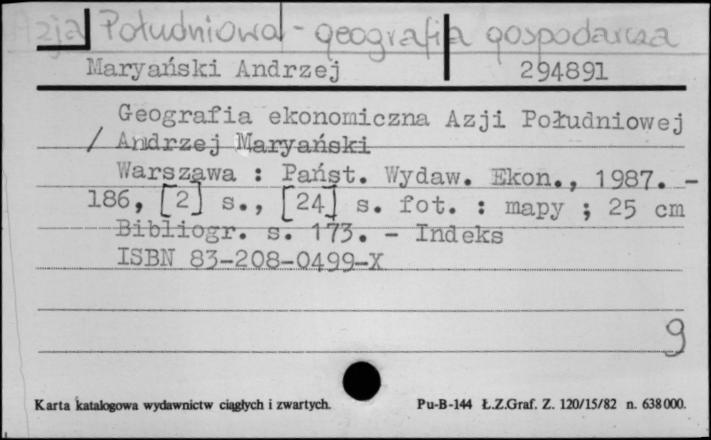 Azja Południowa - geografia gospodarcza
Maryański Andrzej 294891
Geografia ekonomiczna Azji Południowej
/ Andrzej Maryański
Warszawa : Państ. Wydaw. Ekon., 1987. -
186, [2] s., [24] s. fot. : mapy ; 25 cm
Bibliogr. s. 173. - Indeks
ISBN 83-208-0499-X
g
Karta katalogowa wydawnictw ciągłych i zwartych. Pu-B-144 Ł.Z.Graf. Z. 120/15/82 n. 638000.